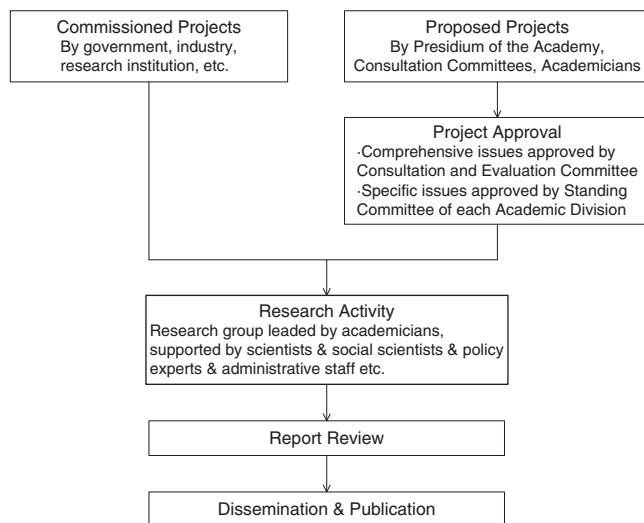 Commissioned Projects
By government, industry,
research institution, etc.
Proposed Projects
By Presidium of the Academy,
Consultation Committees, Academicians
Project Approval
·Comprehensive issues approved by
Consultation and Evaluation Committee
·Specific issues approved by Standing
Committee of each Academic Division
Research Activity
Research group leaded by academicians,
supported by scientists & social scientists & policy
experts & administrative staff etc.
Report Review
Dissemination & Publication